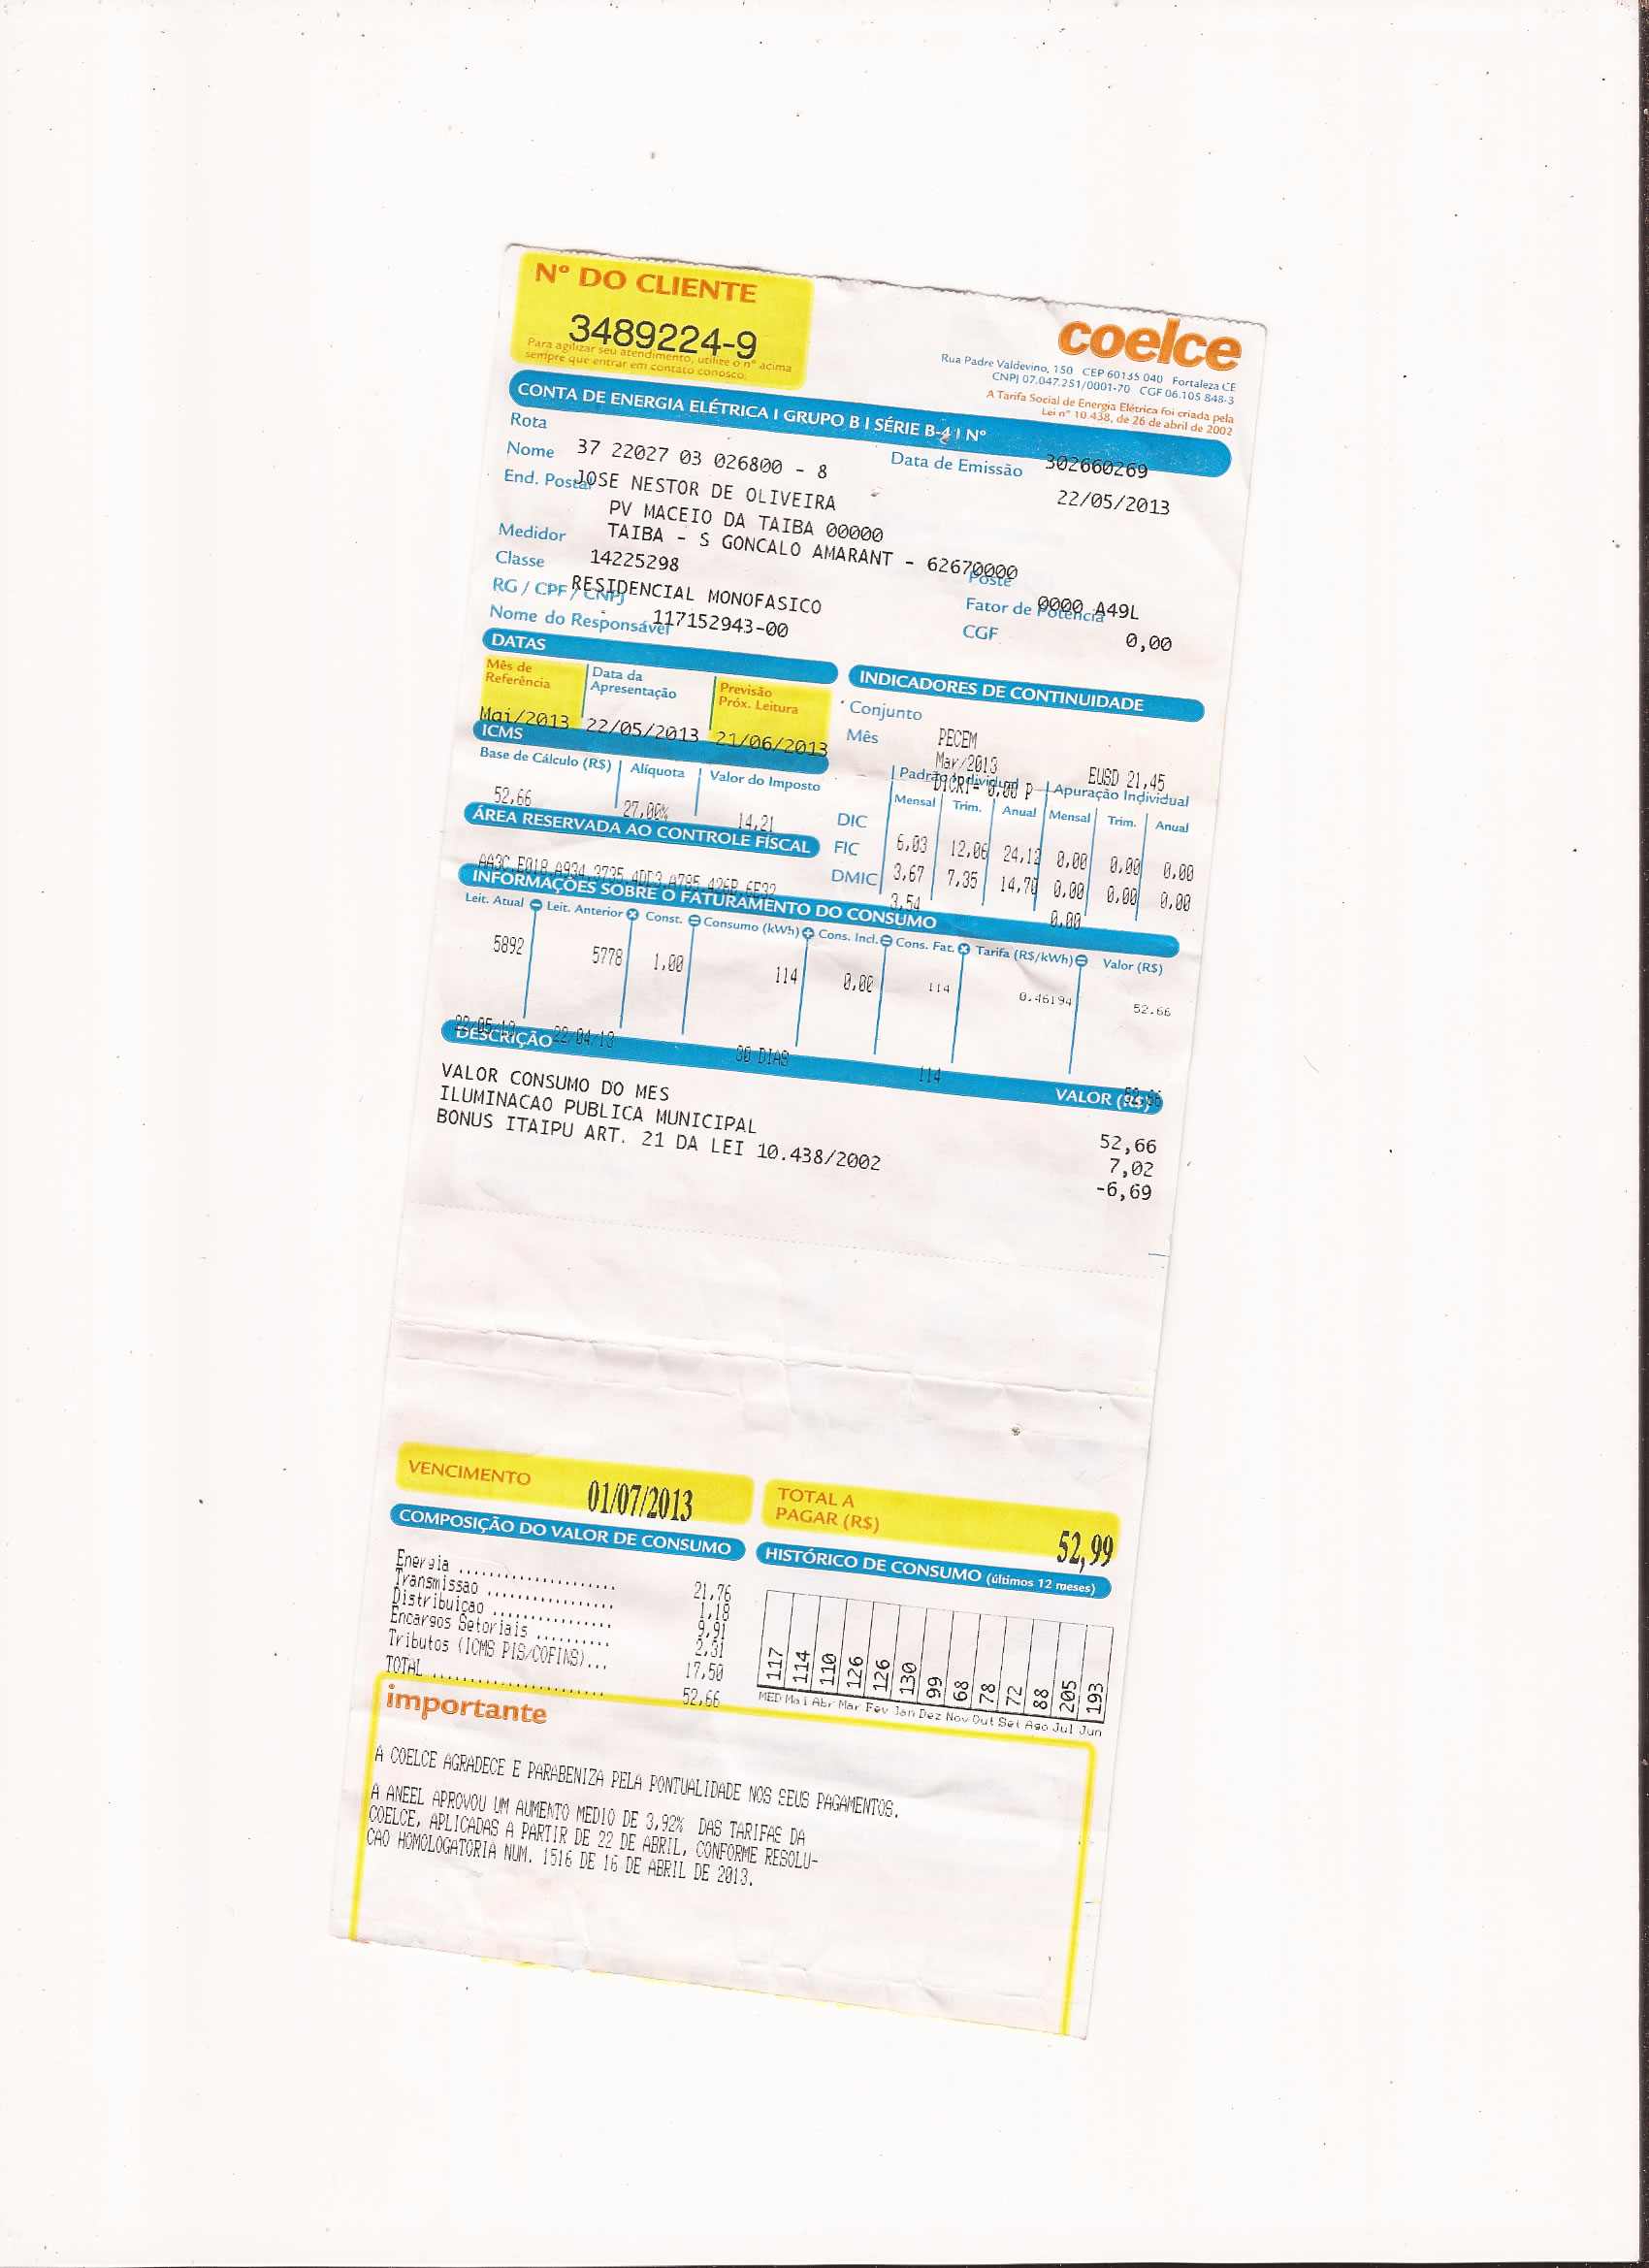 Nº DO CLIENTE
3489224-9
Para agilizar seu atendimento, utilize o nº acima
sempre que entrar em contato conosco.
coelce
Rua Padre Valdevino, 150 CEP 60135 040 Fortaleza CE
CNPJ 07.047.251/0001-70 CGF 06.105 848-3
A Tarifa Social de Energia Elétrica foi criada pela
Lei nº 10.438, de 26 de abril de 2002
CONTA DE ENERGIA ELÉTRICA I GRUPO B I SÉRIE B-4 I Nº
302660269
Rota
37 22027 03 026800 - 8
Data de Emissão
22/05/2013
Nome
JOSE NESTOR DE OLIVEIRA
End. Postal
PV MACEIO DA TAIBA 00000
TAIBA - S GONCALO AMARANT - 62670000
Medidor
14225298
Poste
0000 A49L
Classe
RESIDENCIAL MONOFASICO
Fator de Potência
0,00
RG / CPF / CNPJ
117152943-00
CGF
Nome do Responsável
DATAS
Mês de Referência
Data da Apresentação
Previsão Próx. Leitura
Mai/2013 22/05/2013 21/06/2013
INDICADORES DE CONTINUIDADE
Conjunto
PECEM
Mês
Mar/2013
EUSD 21,45
DICRI= 0,00 P
Padrão Individual Apuração Individual
Mensal Trim. Anual Mensal Trim. Anual
DIC
6,03 12,06 24,12 0,00 0,00 0,00
FIC
3,67 7,35 14,70 0,00 0,00 0,00
DMIC
3,54 0,00
ICMS
Base de Cálculo (R$) Alíquota Valor do Imposto
52,66 27,00% 14,21
ÁREA RESERVADA AO CONTROLE FÍSCAL
AA3C.E018.A934.3735.4DD3.A785.426B.6E32
INFORMAÇÕES SOBRE O FATURAMENTO DO CONSUMO
Leit. Atual Leit. Anterior Const. Consumo (kWh) Cons. Incl. Cons. Fat. Tarifa (R$/kWh) Valor (R$)
5892 5778 1,00 114 0,00 114 0.46194 52.66
22/05/13 22/04/13 30 DIAS 114 52,66
DESCRIÇÃO VALOR (R$)
VALOR CONSUMO DO MES 52,66
ILUMINACAO PUBLICA MUNICIPAL 7,02
BONUS ITAIPU ART. 21 DA LEI 10.438/2002 -6,69
VENCIMENTO
01/07/2013
TOTAL A
PAGAR (R$)
52,99
COMPOSIÇÃO DO VALOR DE CONSUMO
Energia ..................... 21,76
Transmissao ................. 1,18
Distribuiçao ................ 9,91
Encargos Setoriais .......... 2,31
Tributos (ICMS PIS/COFINS)... 17,50
TOTAL ....................... 52,66
HISTÓRICO DE CONSUMO (últimos 12 meses)
117 114 110 126 126 130 99 68 78 72 88 205 193
MED Mai Abr Mar Fev Jan Dez Nov Out Set Ago Jul Jun
importante
A COELCE AGRADECE E PARABENIZA PELA PONTUALIDADE NOS SEUS PAGAMENTOS.
A ANEEL APROVOU UM AUMENTO MEDIO DE 3,92% DAS TARIFAS DA
COELCE, APLICADAS A PARTIR DE 22 DE ABRIL, CONFORME RESOLU-
CAO HOMOLOGATORIA NUM. 1516 DE 16 DE ABRIL DE 2013.